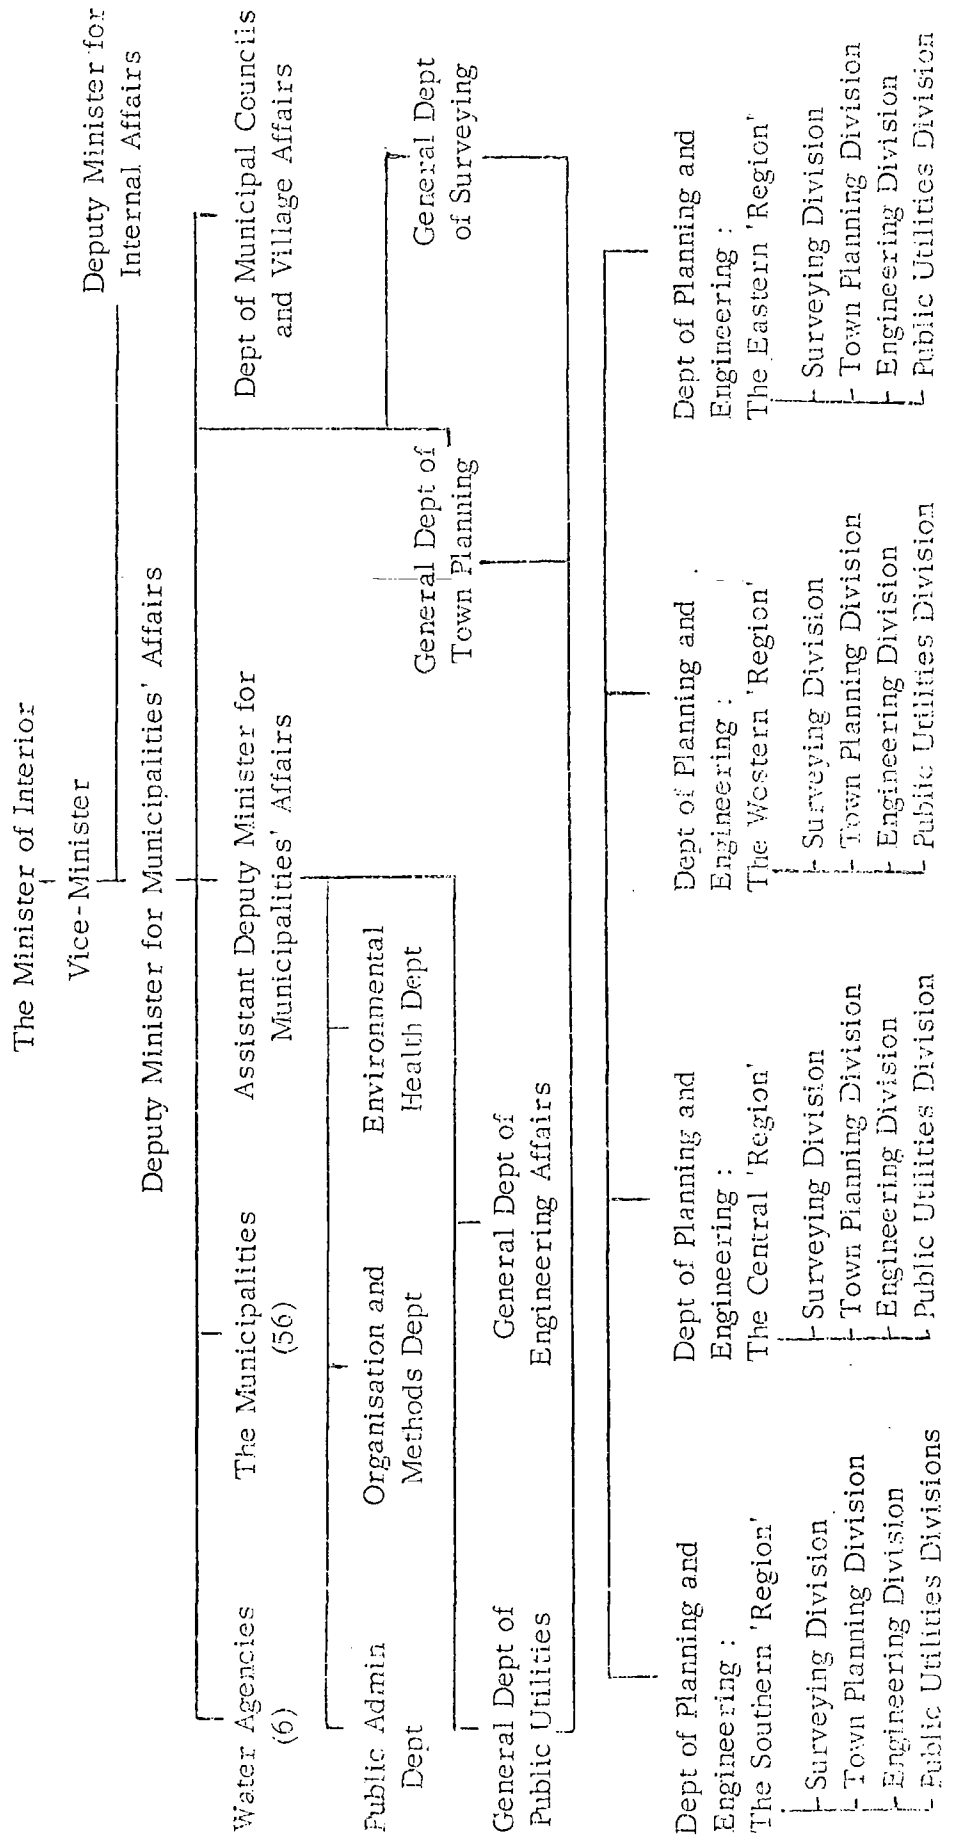 The Minister of Interior
Vice-Minister
Deputy Minister for
Internal Affairs
Deputy Minister for Municipalities' Affairs
Water Agencies
(6)
The Municipalities
(56)
Assistant Deputy Minister for
Municipalities' Affairs
Dept of Municipal Councils
and Village Affairs
Public Admin
Dept
Organisation and
Methods Dept
Environmental
Health Dept
General Dept of
Town Planning
General Dept
of Surveying
General Dept of
Public Utilities
General Dept of
Engineering Affairs
Dept of Planning and
Engineering :
'The Southern 'Region'
Surveying Division
Town Planning Division
Engineering Division
Public Utilities Divisions
Dept of Planning and
Engineering :
The Central 'Region'
Surveying Division
Town Planning Division
Engineering Division
Public Utilities Division
Dept of Planning and
Engineering :
The Western 'Region'
Surveying Division
Town Planning Division
Engineering Division
Public Utilities Division
Dept of Planning and
Engineering :
The Eastern 'Region'
Surveying Division
Town Planning Division
Engineering Division
Public Utilities Division